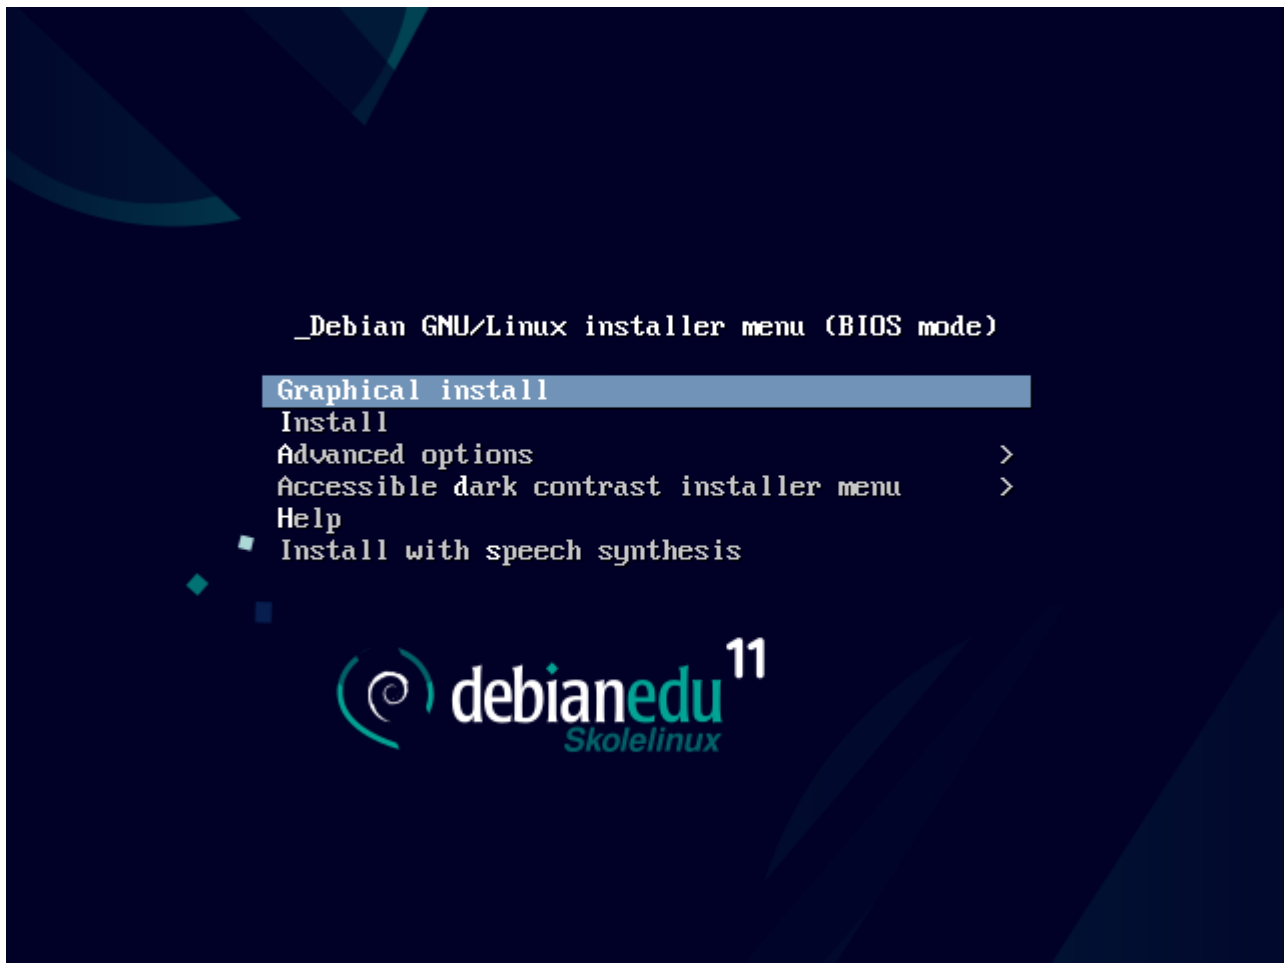 _Debian GNU/Linux installer menu (BIOS mode)
Graphical install
Install
Advanced options >
Accessible dark contrast installer menu >
Help
Install with speech synthesis
debianedu 11
Skolelinux